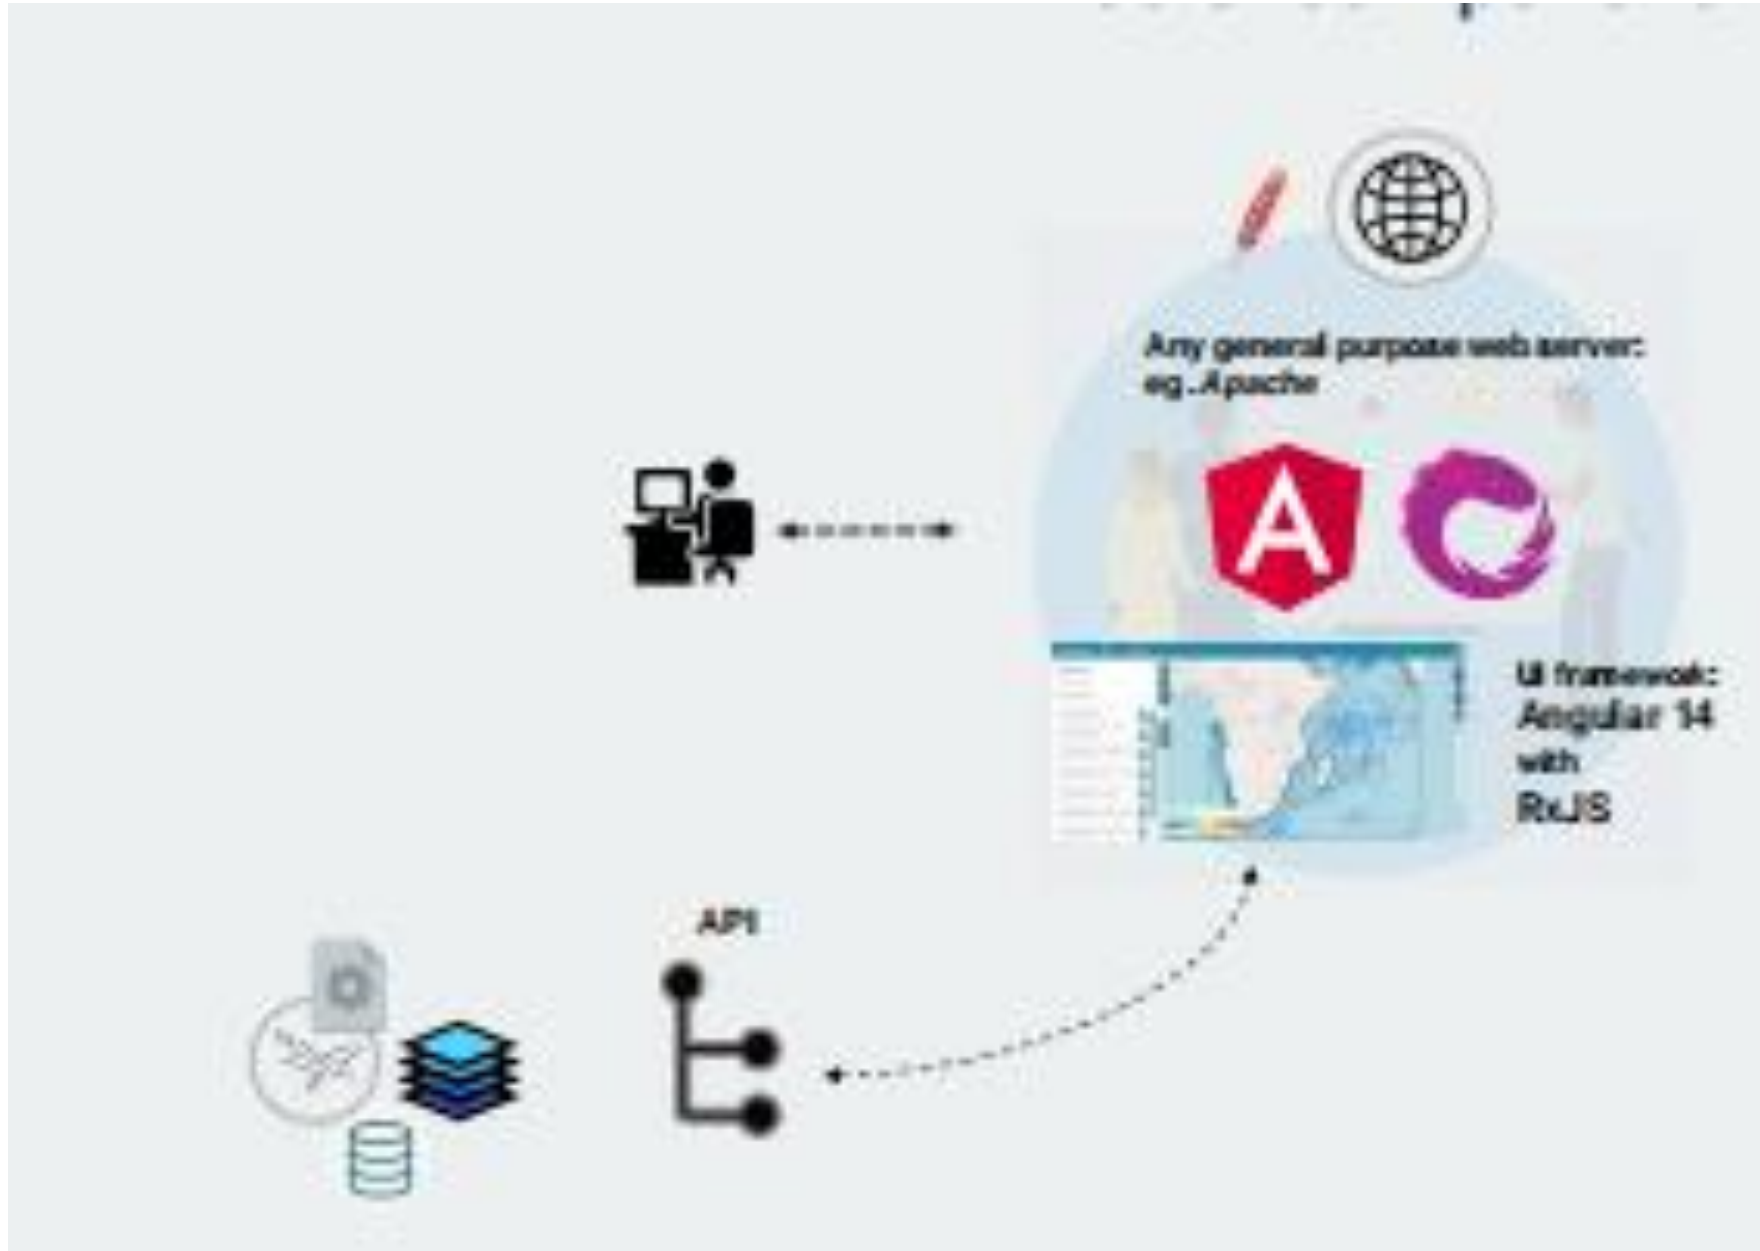 Any general purpose web server:
eg. Apache
UI framework:
Angular 14
with
RxJS
API